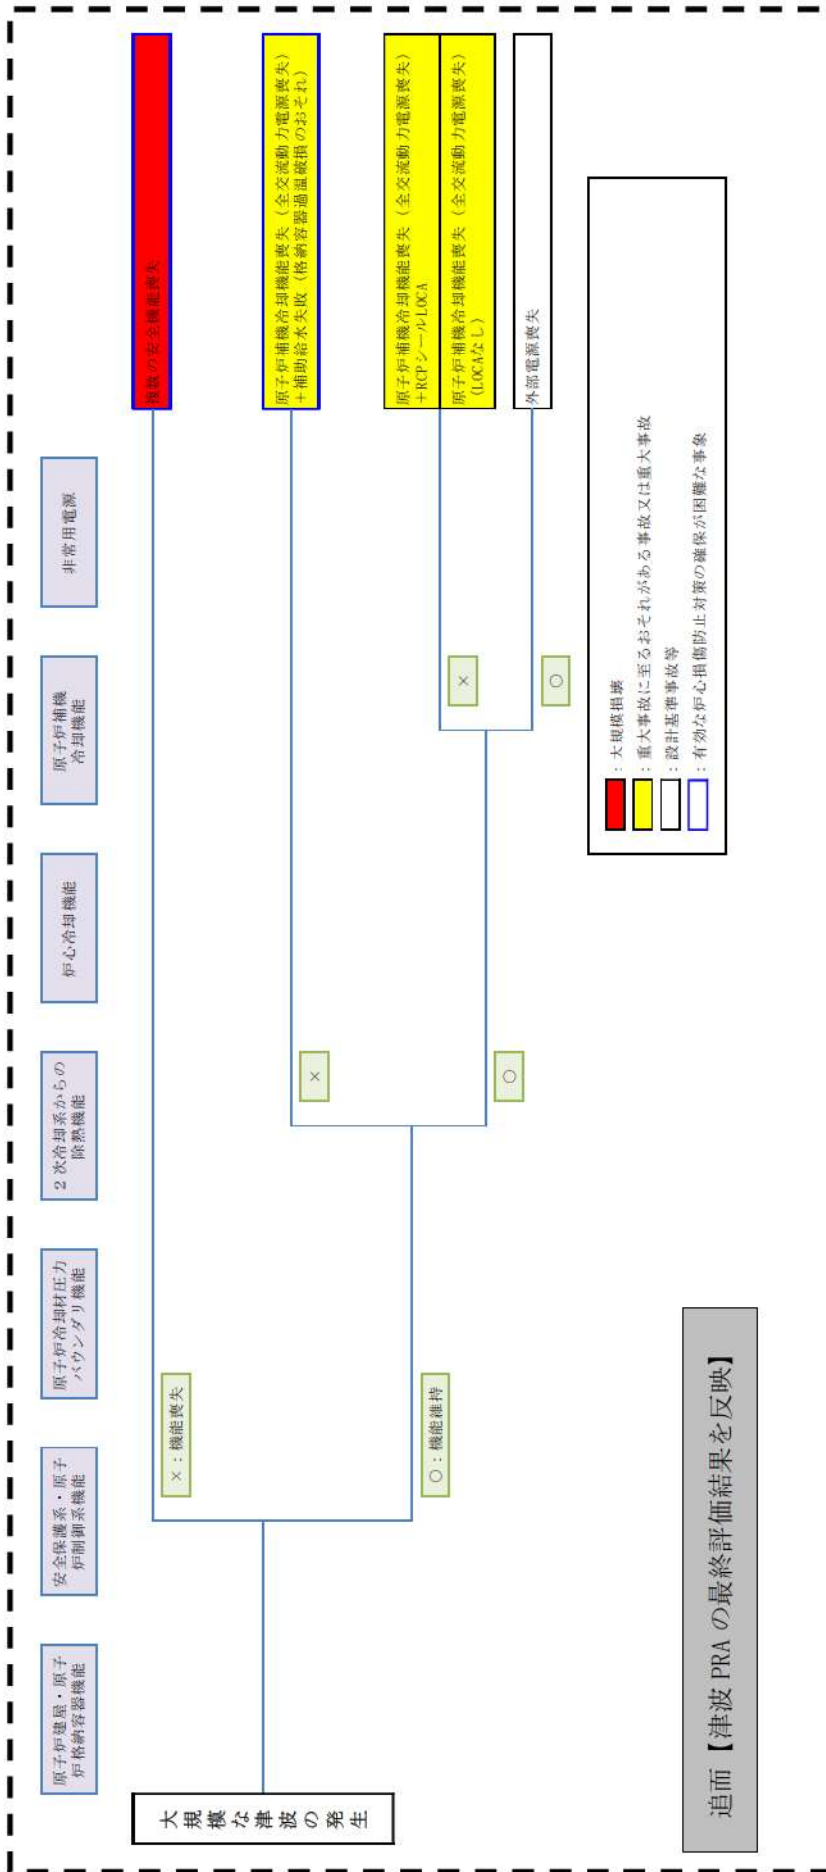 原子炉建屋・原子
炉格納容器機能
安全保護系・原子
炉制御系機能
原子炉冷却材圧力
バウンダリ機能
2次冷却系からの
除熱機能
炉心冷却機能
原子炉補機
冷却機能
非常用電源
大規模な津波の発生
×:機能喪失
○:機能維持
×
○
×
○
複数の安全機能喪失
原子炉補機冷却機能喪失(全交流動力電源喪失)
+補助給水失敗(格納容器過温破損のおそれ)
原子炉補機冷却機能喪失(全交流動力電源喪失)
+RCPシールLOCA
原子炉補機冷却機能喪失(全交流動力電源喪失)
(LOCAなし)
外部電源喪失
:大規模損壊
:重大事故に至るおそれがある事故又は重大事故
:設計基準事故等
:有効な炉心損傷防止対策の確保が困難な事象
追而【津波PRAの最終評価結果を反映】